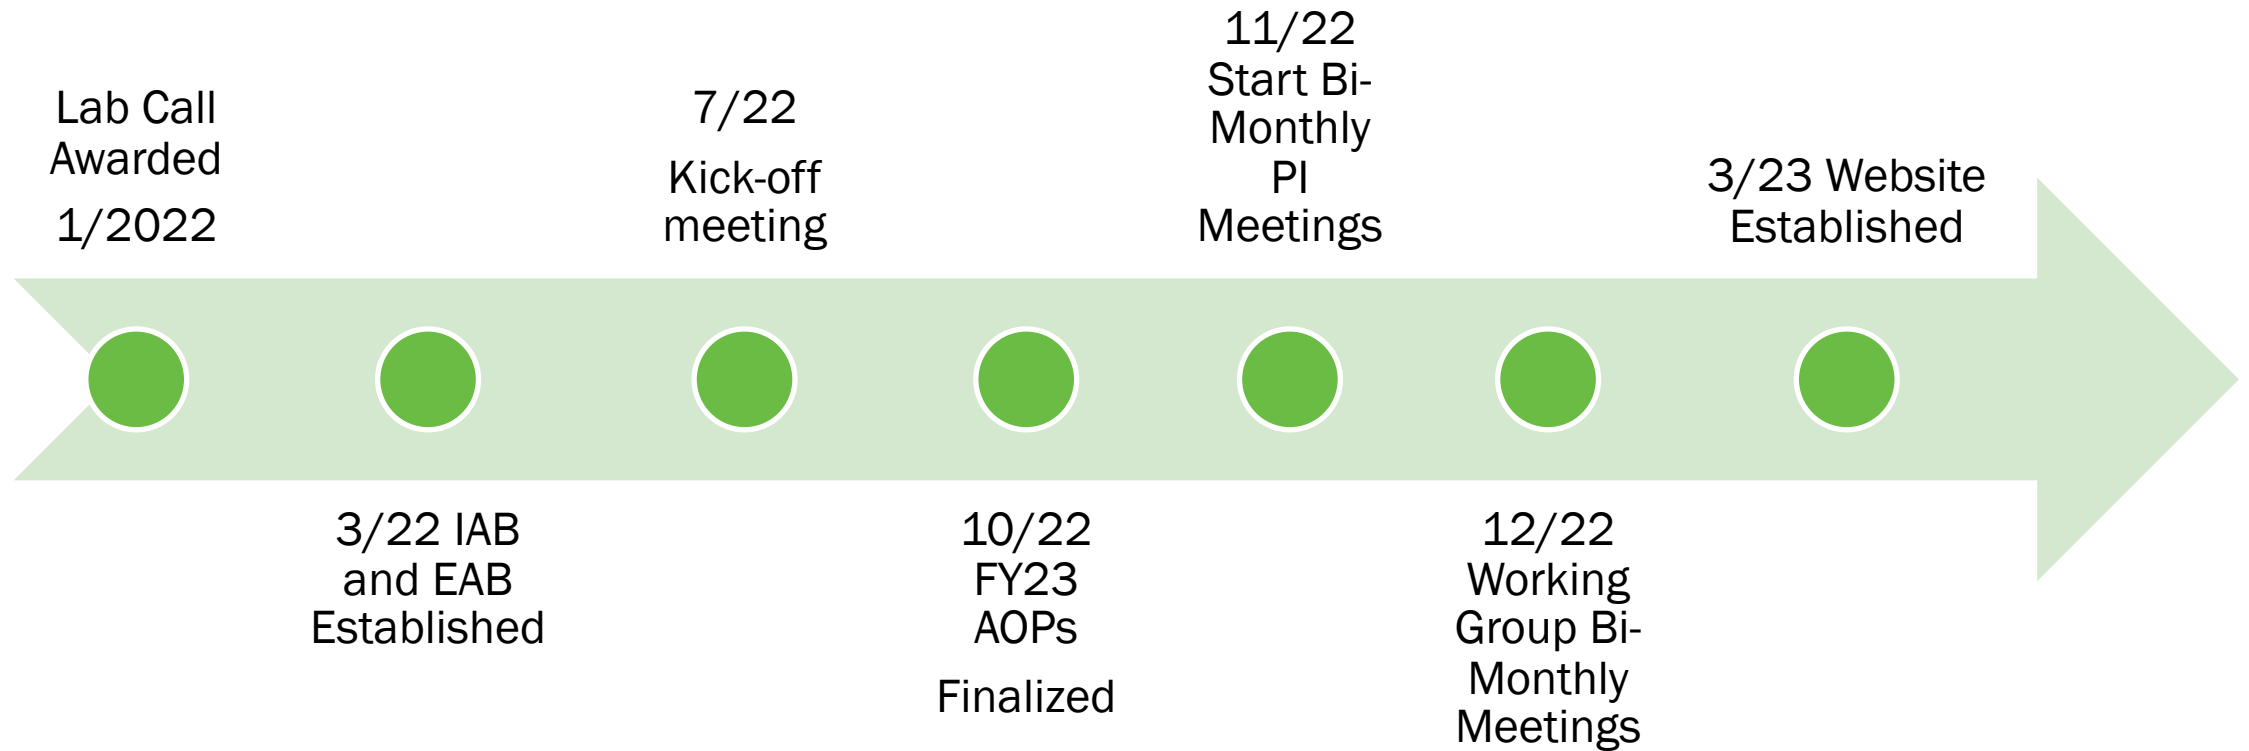 Lab Call
Awarded
1/2022
3/22 IAB
and EAB
Established
7/22
Kick-off
meeting
10/22
FY23
AOPs
Finalized
11/22
Start Bi-
Monthly
PI
Meetings
12/22
Working
Group Bi-
Monthly
Meetings
3/23 Website
Established